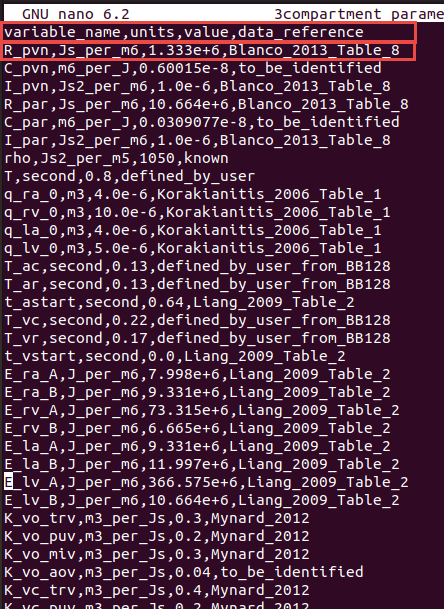 GNU nano 6.2 3compartment parame
variable_name,units,value,data_reference
R_pvn,Js_per_m6,1.333e+6,Blanco_2013_Table_8
C_pvn,m6_per_J,0.60015e-8,to_be_identified
I_pvn,Js2_per_m6,1.0e-6,Blanco_2013_Table_8
R_par,Js_per_m6,10.664e+6,Blanco_2013_Table_8
C_par,m6_per_J,0.0309077e-8,to_be_identified
I_par,Js2_per_m6,1.0e-6,Blanco_2013_Table_8
rho,Js2_per_m5,1050,known
T,second,0.8,defined_by_user
q_ra_0,m3,4.0e-6,Korakianitis_2006_Table_1
q_rv_0,m3,10.0e-6,Korakianitis_2006_Table_1
q_la_0,m3,4.0e-6,Korakianitis_2006_Table_1
q_lv_0,m3,5.0e-6,Korakianitis_2006_Table_1
T_ac,second,0.13,defined_by_user_from_BB128
T_ar,second,0.13,defined_by_user_from_BB128
t_astart,second,0.64,Liang_2009_Table_2
T_vc,second,0.22,defined_by_user_from_BB128
T_vr,second,0.17,defined_by_user_from_BB128
t_vstart,second,0.0,Liang_2009_Table_2
E_ra_A,J_per_m6,7.998e+6,Liang_2009_Table_2
E_ra_B,J_per_m6,9.331e+6,Liang_2009_Table_2
E_rv_A,J_per_m6,73.315e+6,Liang_2009_Table_2
E_rv_B,J_per_m6,6.665e+6,Liang_2009_Table_2
E_la_A,J_per_m6,9.331e+6,Liang_2009_Table_2
E_la_B,J_per_m6,11.997e+6,Liang_2009_Table_2
E_lv_A,J_per_m6,366.575e+6,Liang_2009_Table_2
E_lv_B,J_per_m6,10.664e+6,Liang_2009_Table_2
K_vo_trv,m3_per_Js,0.3,Mynard_2012
K_vo_puv,m3_per_Js,0.2,Mynard_2012
K_vo_miv,m3_per_Js,0.3,Mynard_2012
K_vo_aov,m3_per_Js,0.04,to_be_identified
K_vc_trv,m3_per_Js,0.4,Mynard_2012
K_vc_puv,m3_per_Js,0.2,Mynard_2012